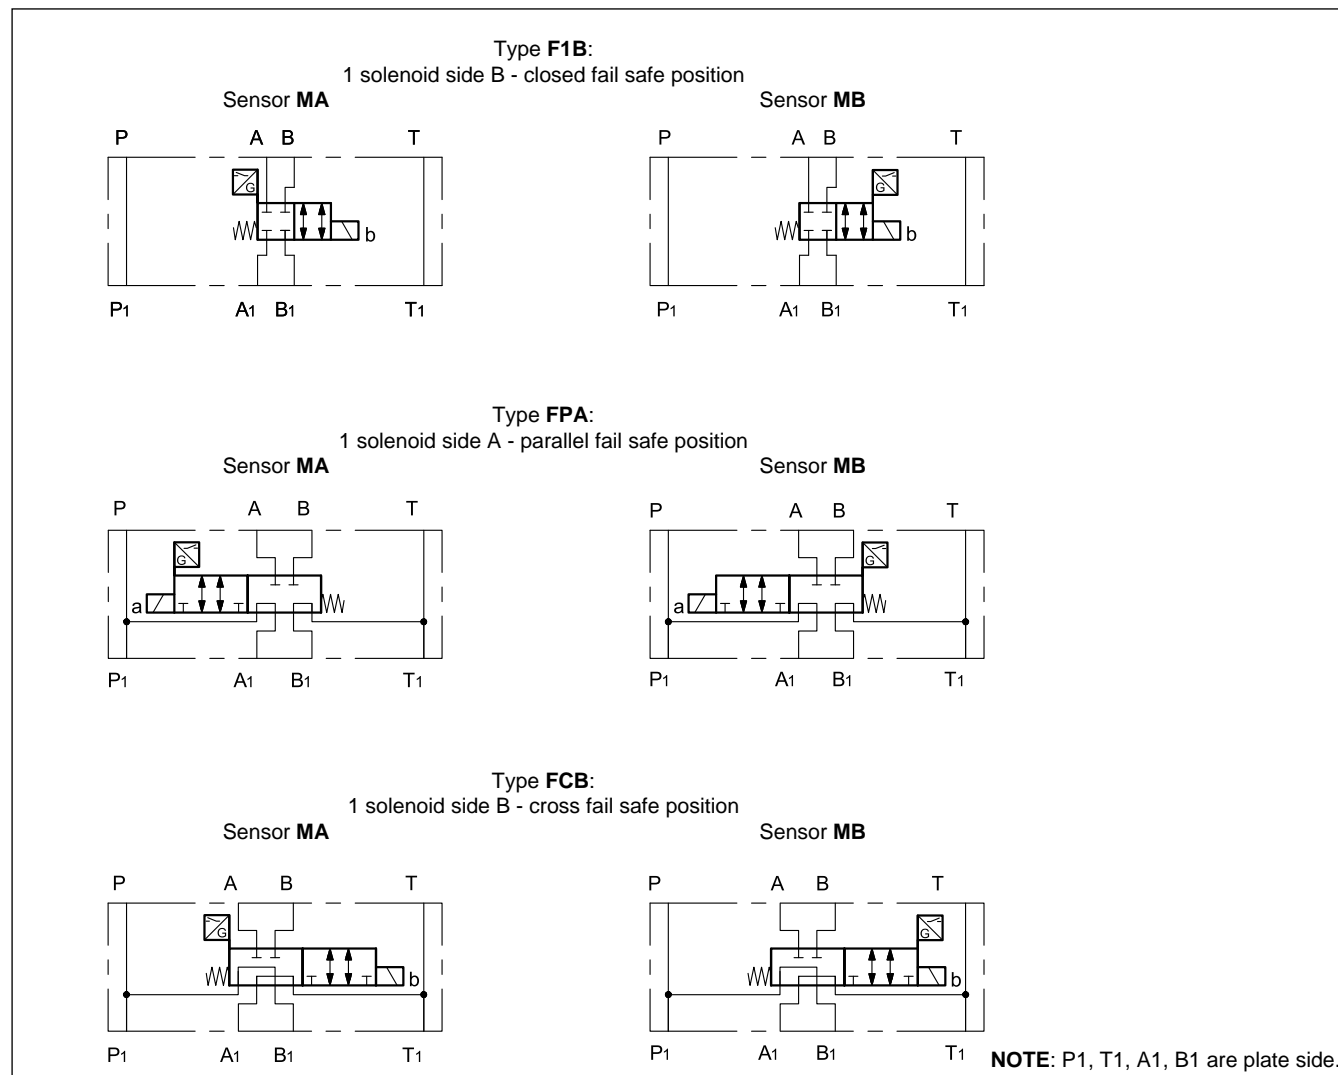 Type F1B:
1 solenoid side B - closed fail safe position
Sensor MA
Sensor MB
P A B T
P A B T
G
G
b
b
P1 A1 B1 T1
P1 A1 B1 T1
Type FPA:
1 solenoid side A - parallel fail safe position
Sensor MA
Sensor MB
P A B T
P A B T
G
G
a
a
P1 A1 B1 T1
P1 A1 B1 T1
Type FCB:
1 solenoid side B - cross fail safe position
Sensor MA
Sensor MB
P A B T
P A B T
G
G
b
b
P1 A1 B1 T1
P1 A1 B1 T1
NOTE: P1, T1, A1, B1 are plate side.